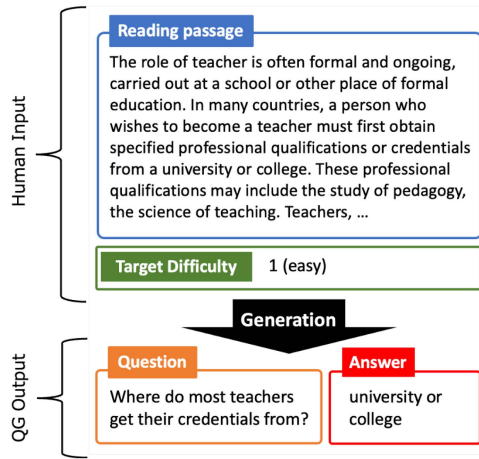 Human Input
Reading passage
The role of teacher is often formal and ongoing,
carried out at a school or other place of formal
education. In many countries, a person who
wishes to become a teacher must first obtain
specified professional qualifications or credentials
from a university or college. These professional
qualifications may include the study of pedagogy,
the science of teaching. Teachers, ...
Target Difficulty 1 (easy)
Generation
QG Output
Question
Where do most teachers
get their credentials from?
Answer
university or
college